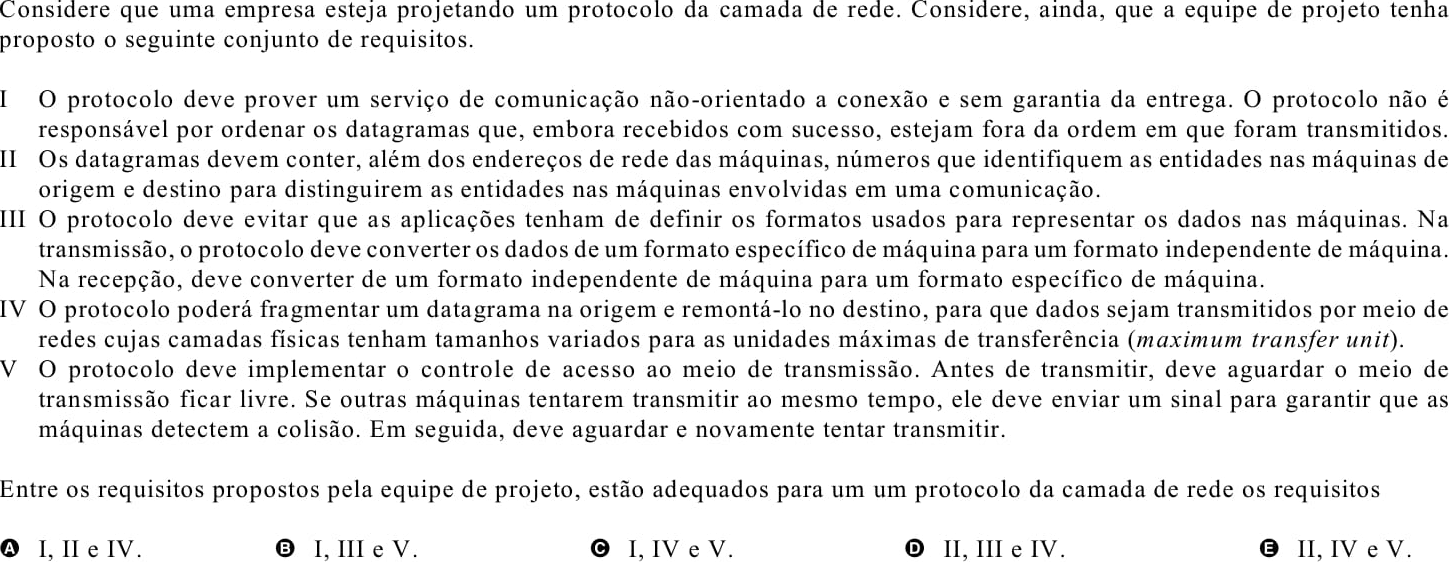 Considere que uma empresa esteja projetando um protocolo da camada de rede. Considere, ainda, que a equipe de projeto tenha
proposto o seguinte conjunto de requisitos.
I O protocolo deve prover um serviço de comunicação não-orientado a conexão e sem garantia da entrega. O protocolo não é
responsável por ordenar os datagramas que, embora recebidos com sucesso, estejam fora da ordem em que foram transmitidos.
II Os datagramas devem conter, além dos endereços de rede das máquinas, números que identifiquem as entidades nas máquinas de
origem e destino para distinguirem as entidades nas máquinas envolvidas em uma comunicação.
III O protocolo deve evitar que as aplicações tenham de definir os formatos usados para representar os dados nas máquinas. Na
transmissão, o protocolo deve converter os dados de um formato específico de máquina para um formato independente de máquina.
Na recepção, deve converter de um formato independente de máquina para um formato específico de máquina.
IV O protocolo poderá fragmentar um datagrama na origem e remontá-lo no destino, para que dados sejam transmitidos por meio de
redes cujas camadas físicas tenham tamanhos variados para as unidades máximas de transferência (maximum transfer unit).
V O protocolo deve implementar o controle de acesso ao meio de transmissão. Antes de transmitir, deve aguardar o meio de
transmissão ficar livre. Se outras máquinas tentarem transmitir ao mesmo tempo, ele deve enviar um sinal para garantir que as
máquinas detectem a colisão. Em seguida, deve aguardar e novamente tentar transmitir.
Entre os requisitos propostos pela equipe de projeto, estão adequados para um um protocolo da camada de rede os requisitos
A I, II e IV. B I, III e V. C I, IV e V. D II, III e IV. E II, IV e V.